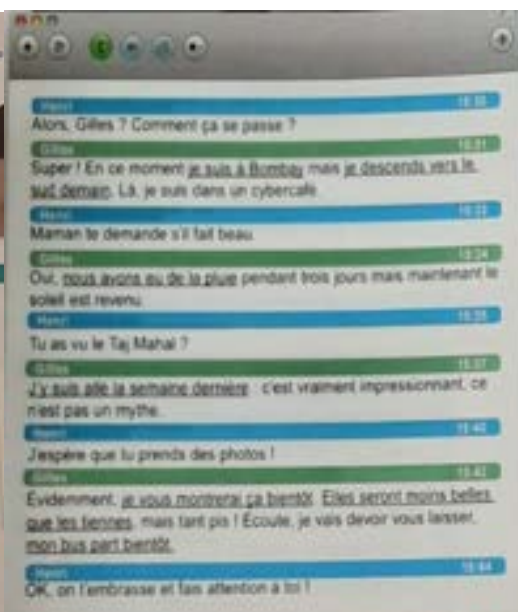 Henri
Alors, Gilles ? Comment ça se passe ?
Gilles
Super ! En ce moment je suis à Bombay mais je descends vers le
sud demain. Là, je suis dans un cybercafé.
Henri
Maman te demande s'il fait beau.
Gilles
Oui, nous avons eu de la pluie pendant trois jours mais maintenant le
soleil est revenu.
Henri
Tu as vu le Taj Mahal ?
Gilles
J'y suis allé la semaine dernière : c'est vraiment impressionnant, ce
n'est pas un mythe.
Henri
J'espère que tu prends des photos !
Gilles
Évidemment, je vous montrerai ça bientôt. Elles seront moins belles
que les tiennes, mais tant pis ! Écoute, je vais devoir vous laisser,
mon bus part bientôt.
Henri
OK, on t'embrasse et fais attention à toi !